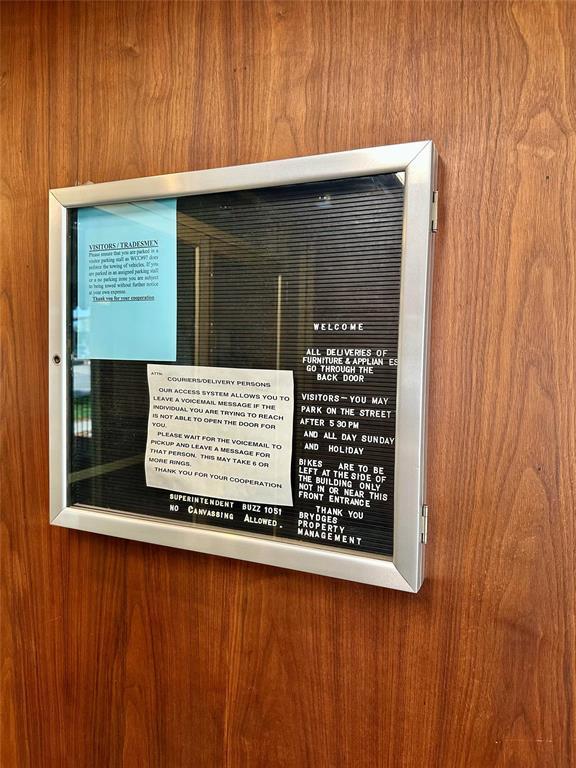 VISITORS / TRADESMEN
Please ensure that you are parked in a
visitor parking stall as WCC#97 does
enforce the towing of vehicles. If you
are parked in an assigned parking stall
or a no parking zone you are subject
to being towed without further notice
at your own expense.
Thank you for your cooperation
ATTN:
COURIERS/DELIVERY PERSONS
OUR ACCESS SYSTEM ALLOWS YOU TO
LEAVE A VOICEMAIL MESSAGE IF THE
INDIVIDUAL YOU ARE TRYING TO REACH
IS NOT ABLE TO OPEN THE DOOR FOR
YOU.
PLEASE WAIT FOR THE VOICEMAIL TO
PICKUP AND LEAVE A MESSAGE FOR
THAT PERSON. THIS MAY TAKE 6 OR
MORE RINGS.
THANK YOU FOR YOUR COOPERATION
SUPERINTENDENT BUZZ 1051
NO CANVASSING ALLOWED.
WELCOME
ALL DELIVERIES OF
FURNITURE & APPLIAN ES
GO THROUGH THE
BACK DOOR
VISITORS—YOU MAY
PARK ON THE STREET
AFTER 5 30 PM
AND ALL DAY SUNDAY
AND HOLIDAY
BIKES ARE TO BE
LEFT AT THE SIDE OF
THE BUILDING ONLY
NOT IN OR NEAR THIS
FRONT ENTRANCE
THANK YOU
BRYDGES
PROPERTY
MANAGEMENT